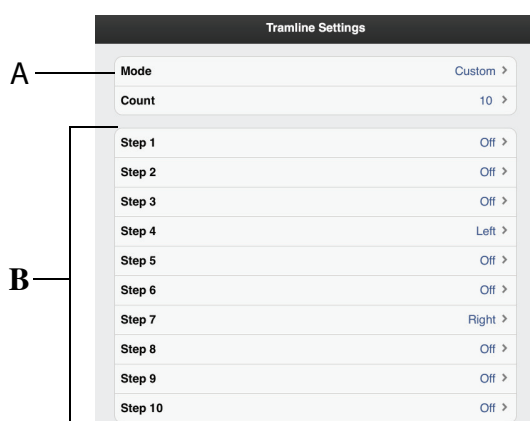 Tramline Settings
A Mode Custom >
Count 10 >
Step 1 Off >
Step 2 Off >
Step 3 Off >
Step 4 Left >
Step 5 Off >
B
Step 6 Off >
Step 7 Right >
Step 8 Off >
Step 9 Off >
Step 10 Off >